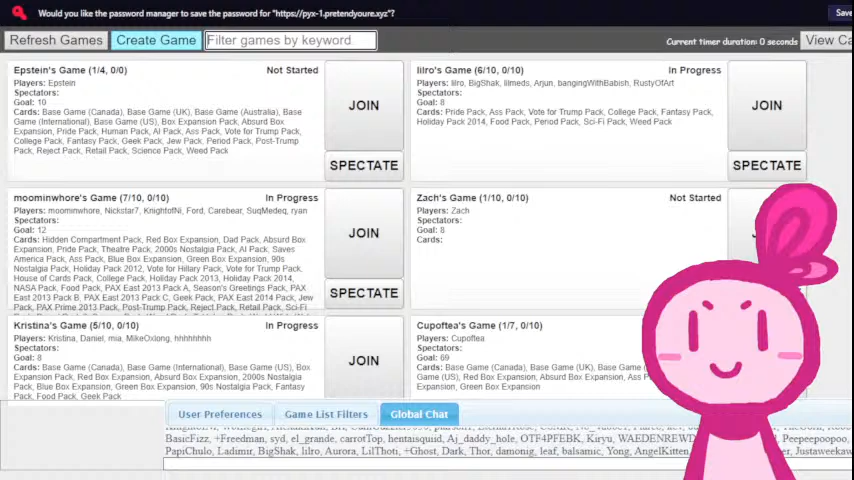 Would you like the password manager to save the password for "https://pyx-1.pretendyoure.xyz"?
Save
Refresh Games
Create Game
Filter games by keyword
Current timer duration: 0 seconds
View Ca
Epstein's Game (1/4, 0/0)
Not Started
Players: Epstein
Spectators:
Goal: 10
Cards: Base Game (Canada), Base Game (UK), Base Game (Australia), Base
Game (International), Base Game (US), Box Expansion Pack, Absurd Box
Expansion, Pride Pack, Human Pack, AI Pack, Ass Pack, Vote for Trump Pack,
College Pack, Fantasy Pack, Geek Pack, Jew Pack, Period Pack, Post-Trump
Pack, Reject Pack, Retail Pack, Science Pack, Weed Pack
JOIN
SPECTATE
lilro's Game (6/10, 0/10)
In Progress
Players: lilro, BigShak, lilmeds, Arjun, bangingWithBabish, RustyOfArt
Spectators:
Goal: 8
Cards: Pride Pack, Ass Pack, Vote for Trump Pack, College Pack, Fantasy Pack,
Holiday Pack 2014, Food Pack, Period Pack, Sci-Fi Pack, Weed Pack
JOIN
SPECTATE
moominwhore's Game (7/10, 0/10)
In Progress
Players: moominwhore, Nickstar7, KnightofNi, Ford, Carebear, SuqMedeq, ryan
Spectators:
Goal: 12
Cards: Hidden Compartment Pack, Red Box Expansion, Dad Pack, Absurd Box
Expansion, Pride Pack, Theatre Pack, 2000s Nostalgia Pack, AI Pack, Saves
America Pack, Ass Pack, Blue Box Expansion, Green Box Expansion, 90s
Nostalgia Pack, Holiday Pack 2012, Vote for Hillary Pack, Vote for Trump Pack,
House of Cards Pack, College Pack, Holiday Pack 2013, Holiday Pack 2014,
NASA Pack, Food Pack, PAX East 2013 Pack A, Season's Greetings Pack, PAX
East 2013 Pack B, PAX East 2013 Pack C, Geek Pack, PAX East 2014 Pack, Jew
Pack, PAX Prime 2013 Pack, Period Pack, Reject Pack, Retail Pack, Sci-Fi
JOIN
SPECTATE
Zach's Game (1/10, 0/10)
Not Started
Players: Zach
Spectators:
Goal: 8
Cards:
Kristina's Game (5/10, 0/10)
In Progress
Players: Kristina, Daniel, mia, MikeOxlong, hhhhhhhh
Spectators:
Goal: 8
Cards: Base Game (Canada), Base Game (International), Base Game (US), Box
Expansion Pack, Red Box Expansion, Absurd Box Expansion, 2000s Nostalgia
Pack, Blue Box Expansion, Green Box Expansion, 90s Nostalgia Pack, Fantasy
Pack, Food Pack, Geek Pack
JOIN
Cupoftea's Game (1/7, 0/10)
Players: Cupoftea
Spectators:
Goal: 69
Cards: Base Game (Canada), Base Game (UK), Base
Game (US), Red Box Expansion, Absurd Box Expansion, Ass
Expansion, Green Box Expansion
User Preferences
Game List Filters
Global Chat
BasicFizz, +Freedman, syd, el_grande, carrotTop, hentaisquid, Aj_daddy_hole, OTF4PFEBK, Kiryu, WAEDENREWD Peepeepoopoo,
PapiChulo, Ladimir, BigShak, lilro, Aurora, LilThoti, +Ghost, Dark, Thor, damonig, leaf, balsamic, Yong, AngelKitten Justaweekaw